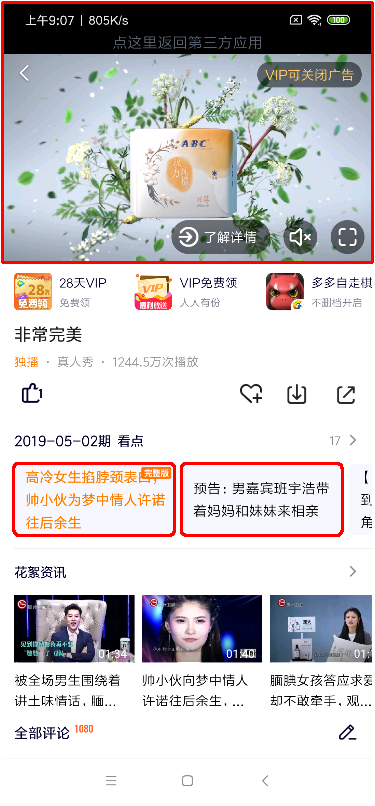 上午9:07 | 805K/s
100
点这里返回第三方应用
VIP可关闭广告
ABC
了解详情
28天
免费领
28天VIP
免费领
VIP
VIP免费领
人人有份
多多自走棋
不删档开启
非常完美
独播 · 真人秀 · 1244.5万次播放
1
2019-05-02期 看点
17
高冷女生掐脖颈表白，
完整版
帅小伙为梦中情人许诺
往后余生
预告：男嘉宾班宇浩带
着妈妈和妹妹来相亲
【
到
角
花絮资讯
01:34
01:40
00:53
被全场男生围绕着
讲土味情话，腼...
帅小伙向梦中情人
许诺往后余生，...
腼腆女孩答应求爱
却不敢牵手，观...
全部评论 1080